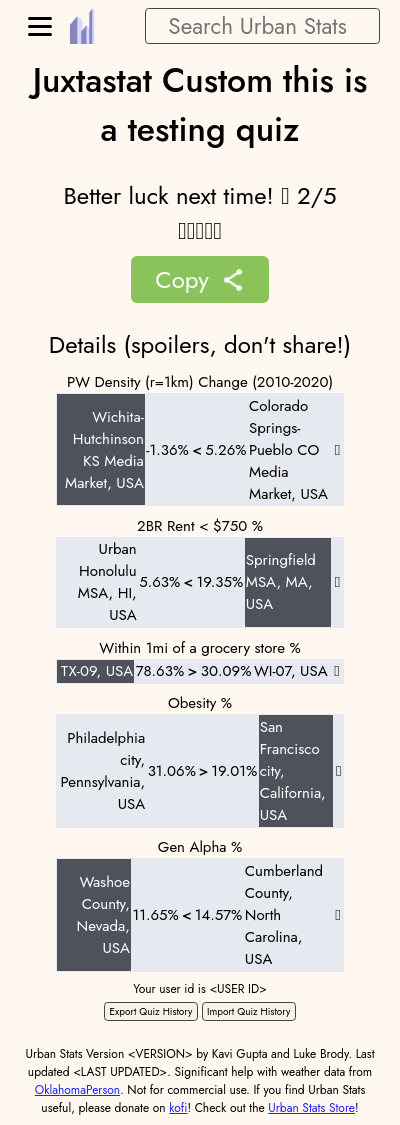 Search Urban Stats
Juxtastat Custom this is
a testing quiz
Better luck next time! 2/5
Copy
Details (spoilers, don't share!)
PW Density (r=1km) Change (2010-2020)
Wichita-
Hutchinson
KS Media
Market, USA
-1.36% < 5.26%
Colorado
Springs-
Pueblo CO
Media
Market, USA
2BR Rent < $750 %
Urban
Honolulu
MSA, HI,
USA
5.63% < 19.35%
Springfield
MSA, MA,
USA
Within 1mi of a grocery store %
TX-09, USA 78.63% > 30.09% WI-07, USA
Obesity %
Philadelphia
city,
Pennsylvania,
USA
31.06% > 19.01%
San
Francisco
city,
California,
USA
Gen Alpha %
Washoe
County,
Nevada,
USA
11.65% < 14.57%
Cumberland
County,
North
Carolina,
USA
Your user id is <USER ID>
Export Quiz History Import Quiz History
Urban Stats Version <VERSION> by Kavi Gupta and Luke Brody. Last
updated <LAST UPDATED>. Significant help with weather data from
OklahomaPerson. Not for commercial use. If you find Urban Stats
useful, please donate on kofi! Check out the Urban Stats Store!